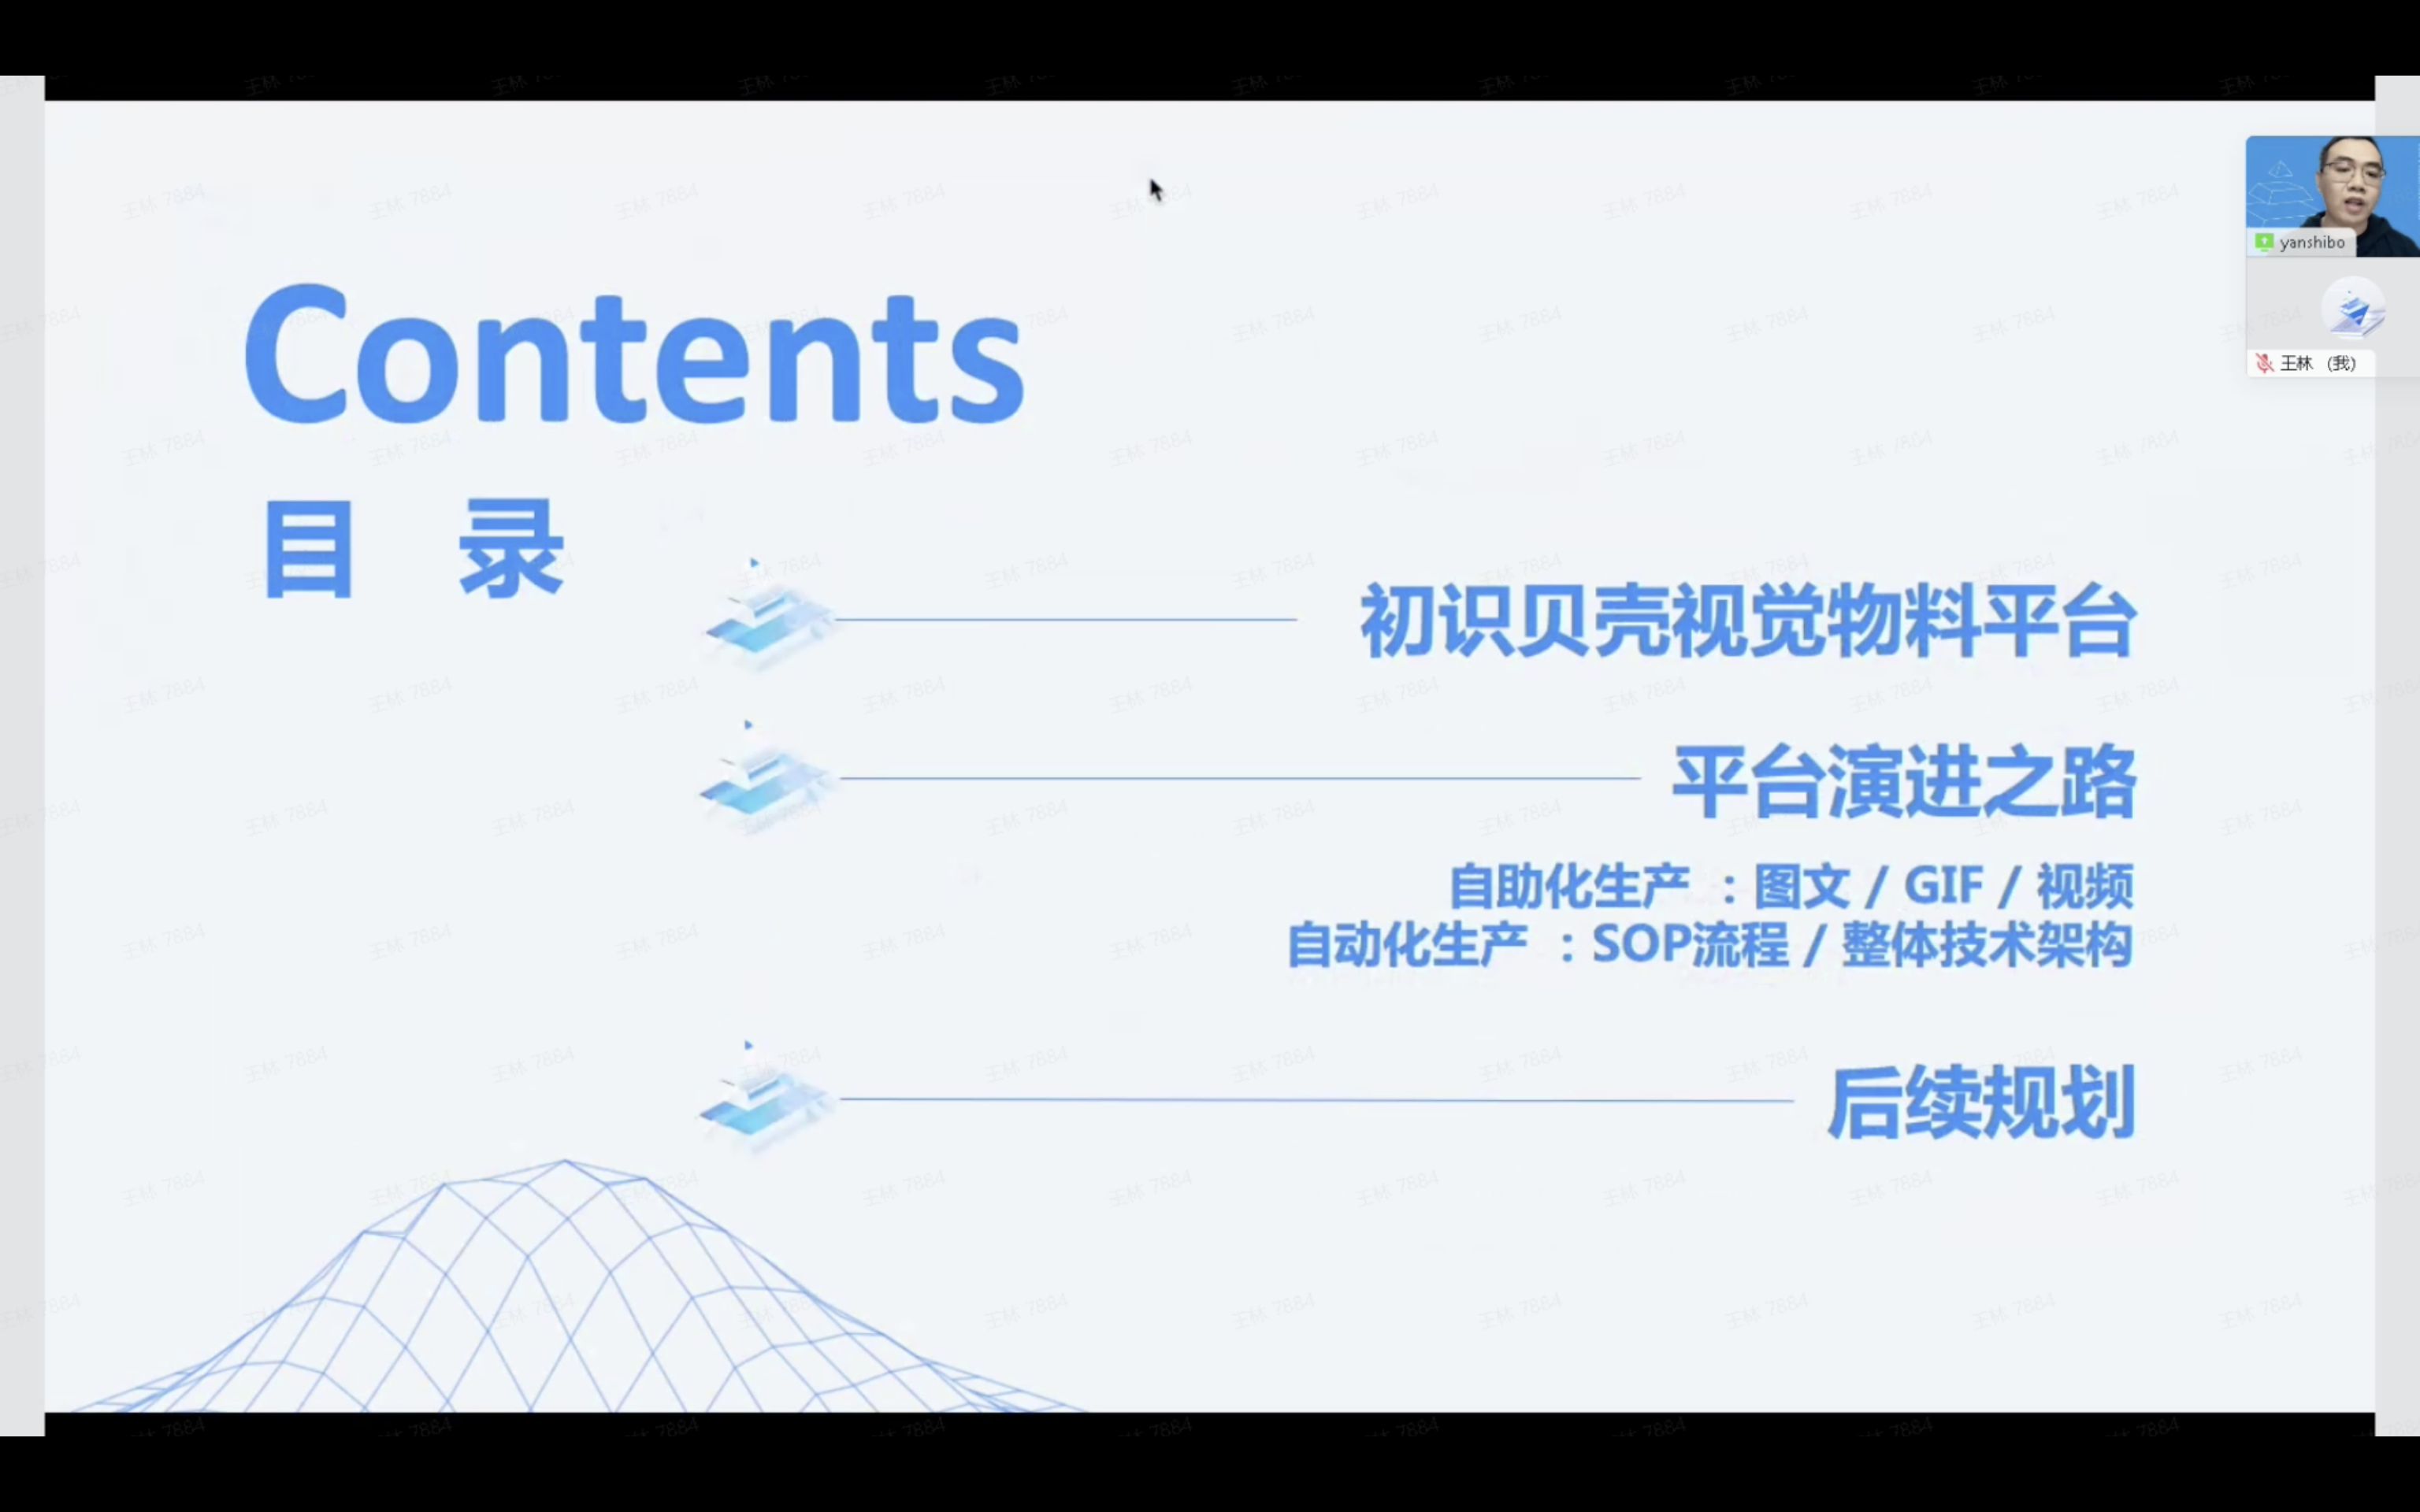 Contents
目 录
初识贝壳视觉物料平台
平台演进之路
自助化生产 ：图文 / GIF / 视频
自动化生产 ：SOP流程 / 整体技术架构
后续规划
yanshibo
王林 （我）
王林 7884